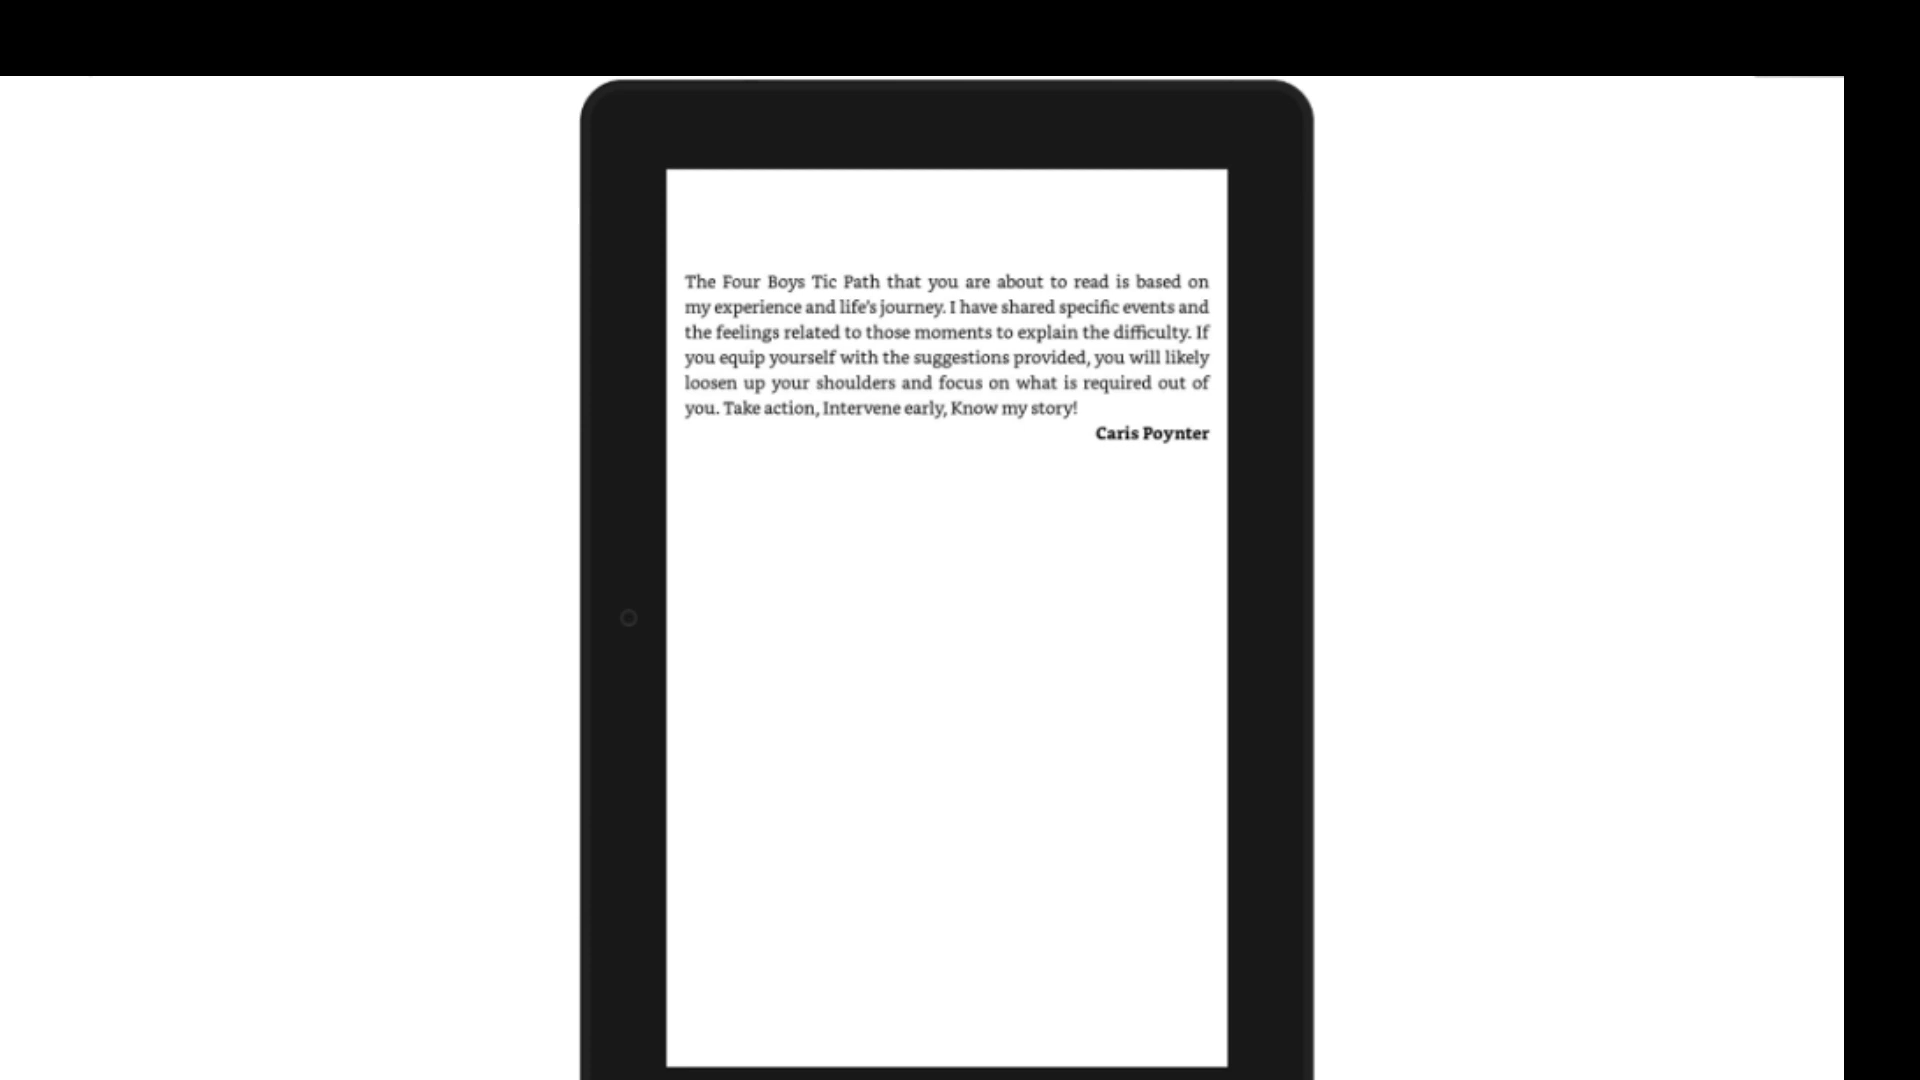 The Four Boys Tic Path that you are about to read is based on
my experience and life's journey. I have shared specific events and
the feelings related to those moments to explain the difficulty. If
you equip yourself with the suggestions provided, you will likely
loosen up your shoulders and focus on what is required out of
you. Take action, Intervene early, Know my story!
Caris Poynter